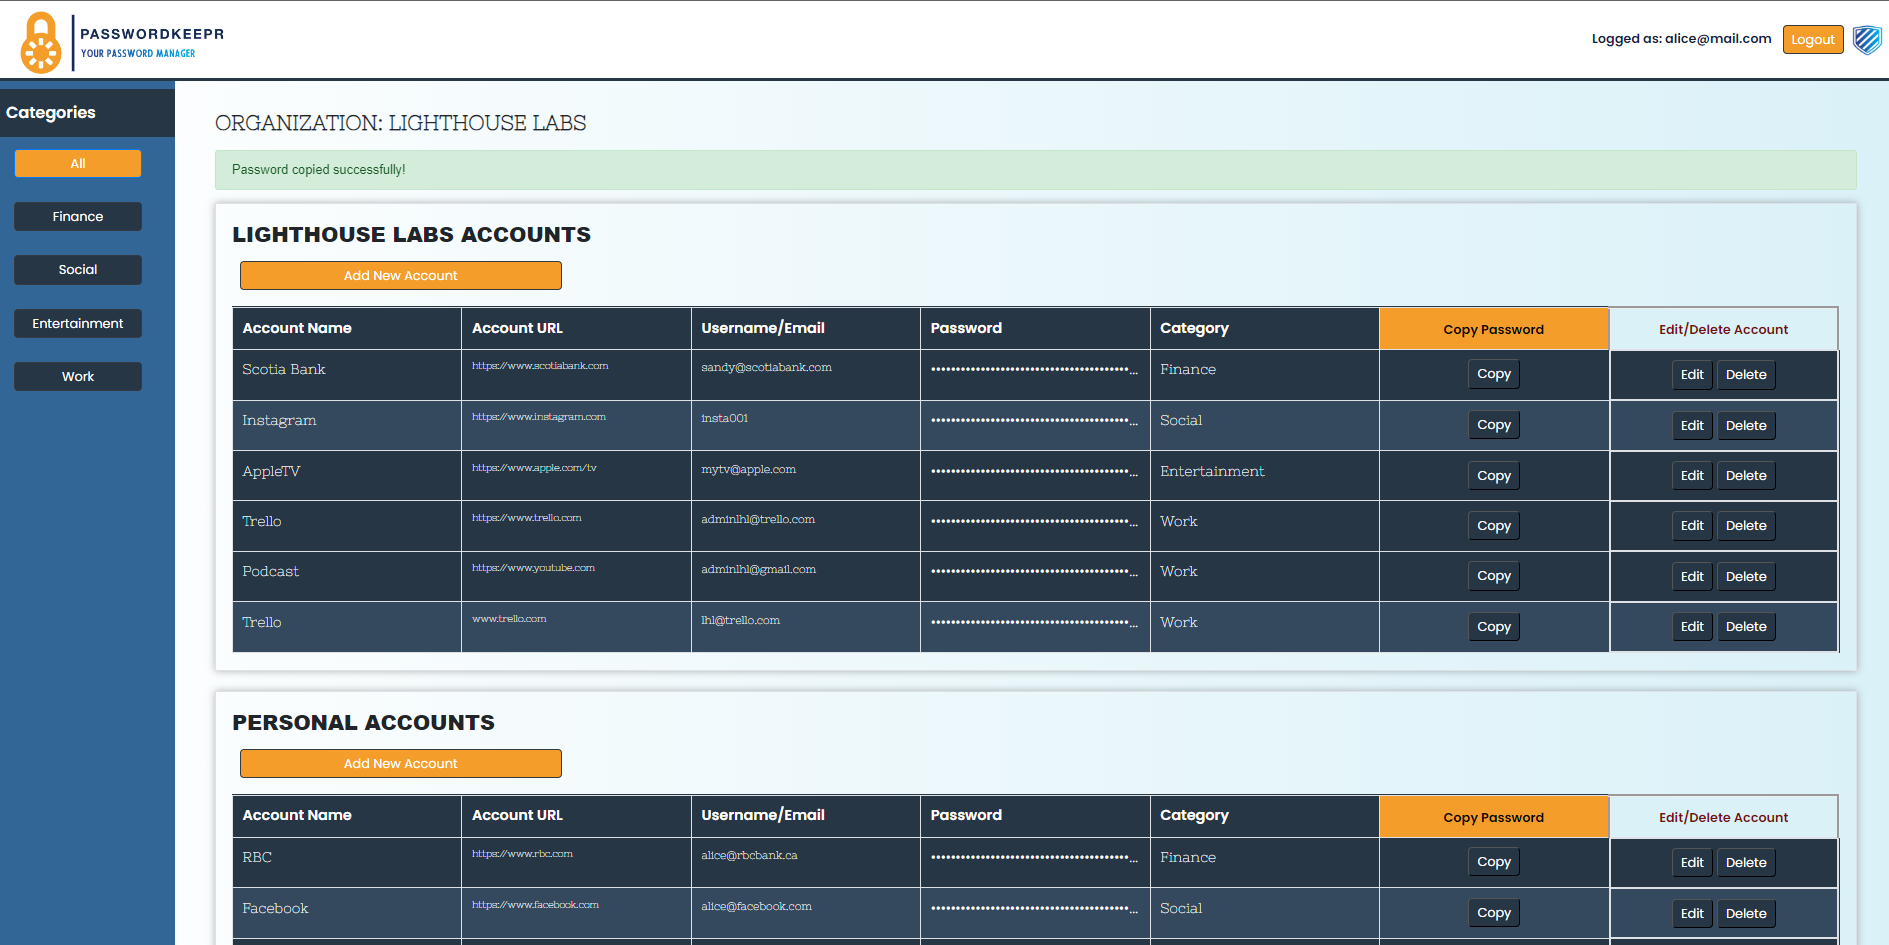 PASSWORDKEEPR
YOUR PASSWORD MANAGER
Logged as: alice@mail.com Logout
Categories
All
Finance
Social
Entertainment
Work
ORGANIZATION: LIGHTHOUSE LABS
Password copied successfully!
LIGHTHOUSE LABS ACCOUNTS
Add New Account
Account Name Account URL Username/Email Password Category Copy Password Edit/Delete Account
Scotia Bank https://www.scotiabank.com sandy@scotiabank.com •••••••••••••••••••••••••••••••••••••••... Finance Copy Edit Delete
Instagram https://www.instagram.com insta001 •••••••••••••••••••••••••••••••••••••••... Social Copy Edit Delete
AppleTV https://www.apple.com/tv mytv@apple.com •••••••••••••••••••••••••••••••••••••••... Entertainment Copy Edit Delete
Trello https://www.trello.com adminlhl@trello.com •••••••••••••••••••••••••••••••••••••••... Work Copy Edit Delete
Podcast https://www.youtube.com adminlhl@gmail.com •••••••••••••••••••••••••••••••••••••••... Work Copy Edit Delete
Trello www.trello.com lhl@trello.com •••••••••••••••••••••••••••••••••••••••... Work Copy Edit Delete
PERSONAL ACCOUNTS
Add New Account
Account Name Account URL Username/Email Password Category Copy Password Edit/Delete Account
RBC https://www.rbc.com alice@rbcbank.ca •••••••••••••••••••••••••••••••••••••••... Finance Copy Edit Delete
Facebook https://www.facebook.com alice@facebook.com •••••••••••••••••••••••••••••••••••••••... Social Copy Edit Delete